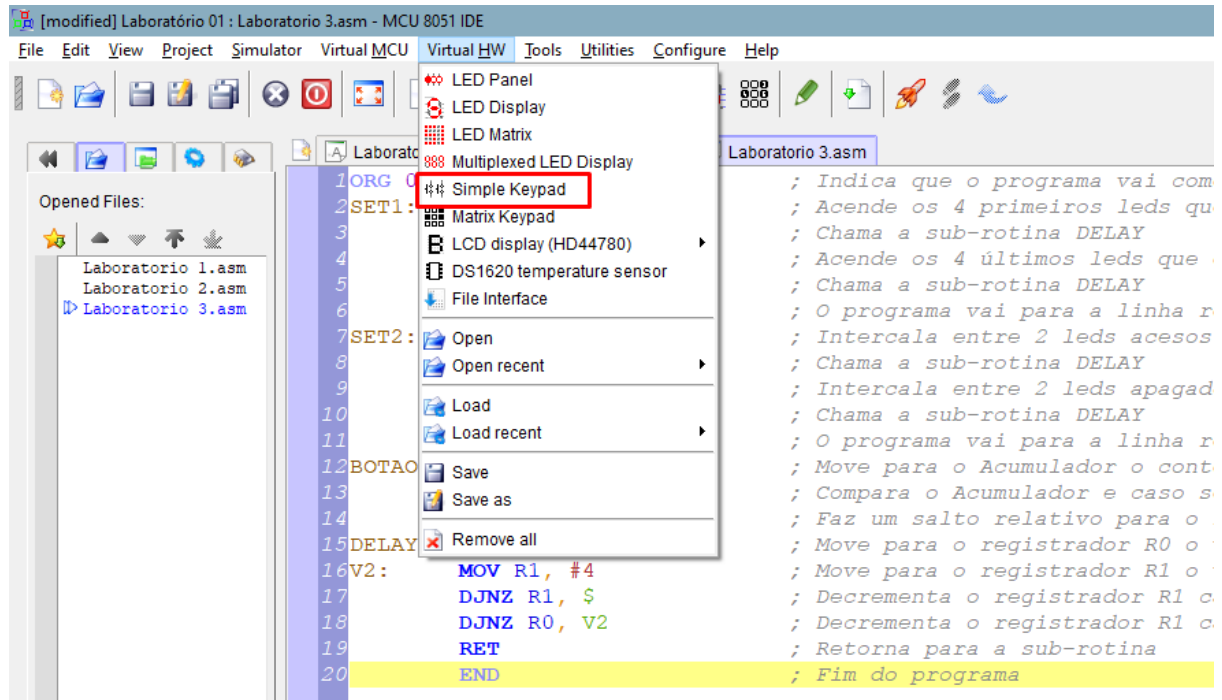 [modified] Laboratório 01 : Laboratorio 3.asm - MCU 8051 IDE
File Edit View Project Simulator Virtual MCU Virtual HW Tools Utilities Configure Help
LED Panel
LED Display
LED Matrix
888 Multiplexed LED Display
Simple Keypad
Matrix Keypad
LCD display (HD44780)
DS1620 temperature sensor
File Interface
Open
Open recent
Load
Load recent
Save
Save as
Remove all
Laborato
Laboratorio 3.asm
Opened Files:
Laboratorio 1.asm
Laboratorio 2.asm
Laboratorio 3.asm
1 ORG 0 ; Indica que o programa vai com
2 SET1: ; Acende os 4 primeiros leds qu
3 ; Chama a sub-rotina DELAY
4 ; Acende os 4 últimos leds que
5 ; Chama a sub-rotina DELAY
6 ; O programa vai para a linha r
7 SET2: ; Intercala entre 2 leds acesos
8 ; Chama a sub-rotina DELAY
9 ; Intercala entre 2 leds apagad
10 ; Chama a sub-rotina DELAY
11 ; O programa vai para a linha r
12 BOTAO ; Move para o Acumulador o cont
13 ; Compara o Acumulador e caso s
14 ; Faz um salto relativo para o
15 DELAY ; Move para o registrador R0 o
16 V2: MOV R1, #4 ; Move para o registrador R1 o
17 DJNZ R1, $ ; Decrementa o registrador R1 c
18 DJNZ R0, V2 ; Decrementa o registrador R1 c
19 RET ; Retorna para a sub-rotina
20 END ; Fim do programa